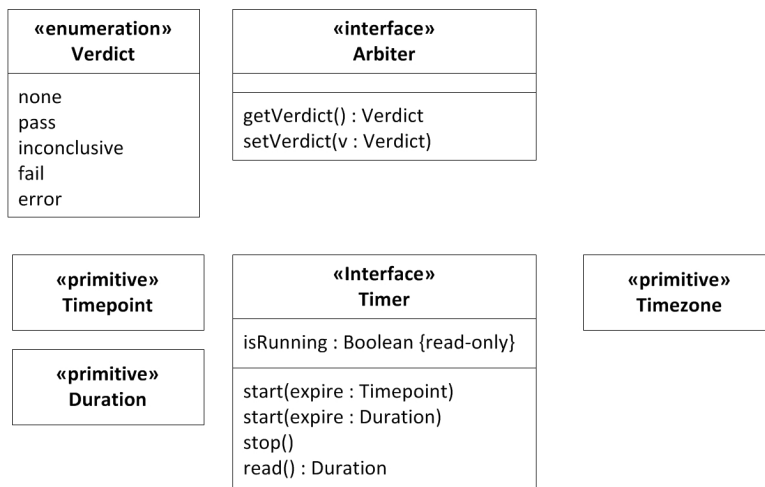 «enumeration»
Verdict
none
pass
inconclusive
fail
error
«interface»
Arbiter
getVerdict() : Verdict
setVerdict(v : Verdict)
«primitive»
Timepoint
«primitive»
Duration
«Interface»
Timer
isRunning : Boolean {read-only}
start(expire : Timepoint)
start(expire : Duration)
stop()
read() : Duration
«primitive»
Timezone